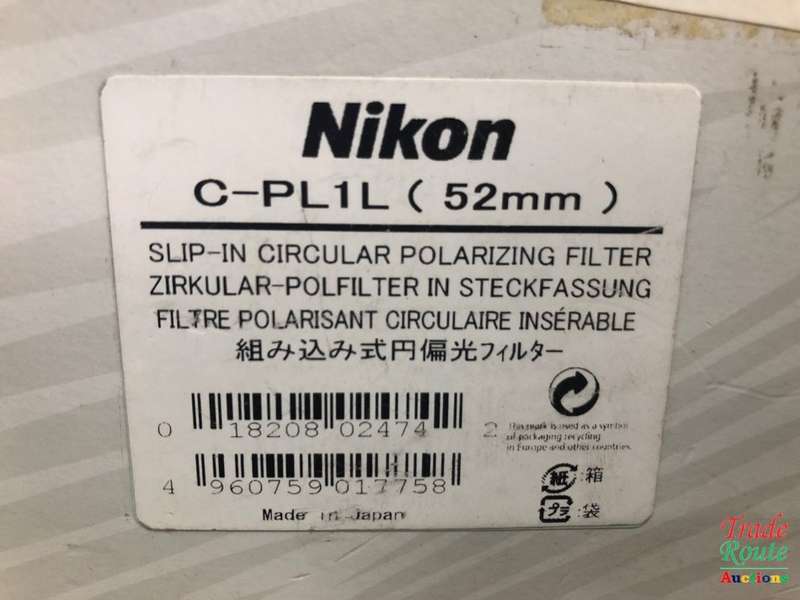 Nikon
C-PL1L ( 52mm )
SLIP-IN CIRCULAR POLARIZING FILTER
ZIRKULAR-POLFILTER IN STECKFASSUNG
FILTRE POLARISANT CIRCULAIRE INSÉRABLE
組み込み式円偏光フィルター
0 18208 02474 2
This mark is used as a symbol
of packaging recycling
in Europe and other countries.
4 960759 017758
紙 :箱
プラ :袋
Made in Japan
Trade
Route
Auctions